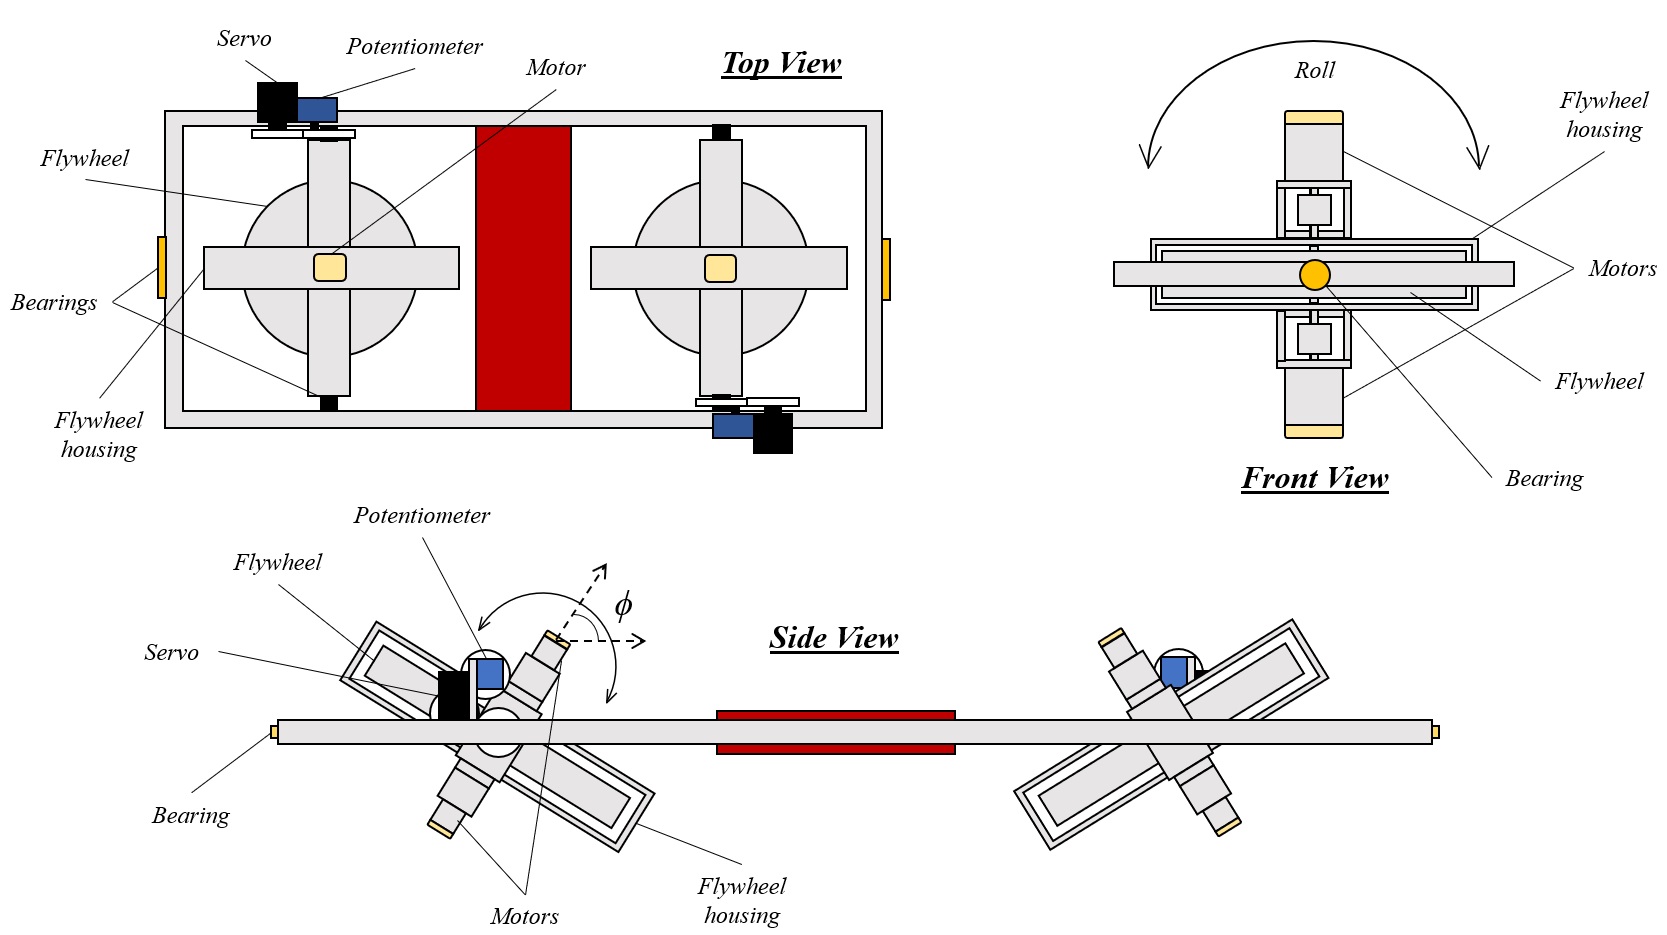 Servo
Potentiometer
Motor
Top View
Flywheel
Bearings
Flywheel
housing
Roll
Flywheel
housing
Motors
Flywheel
Front View
Bearing
Potentiometer
Flywheel
ϕ
Side View
Servo
Bearing
Flywheel
housing
Motors